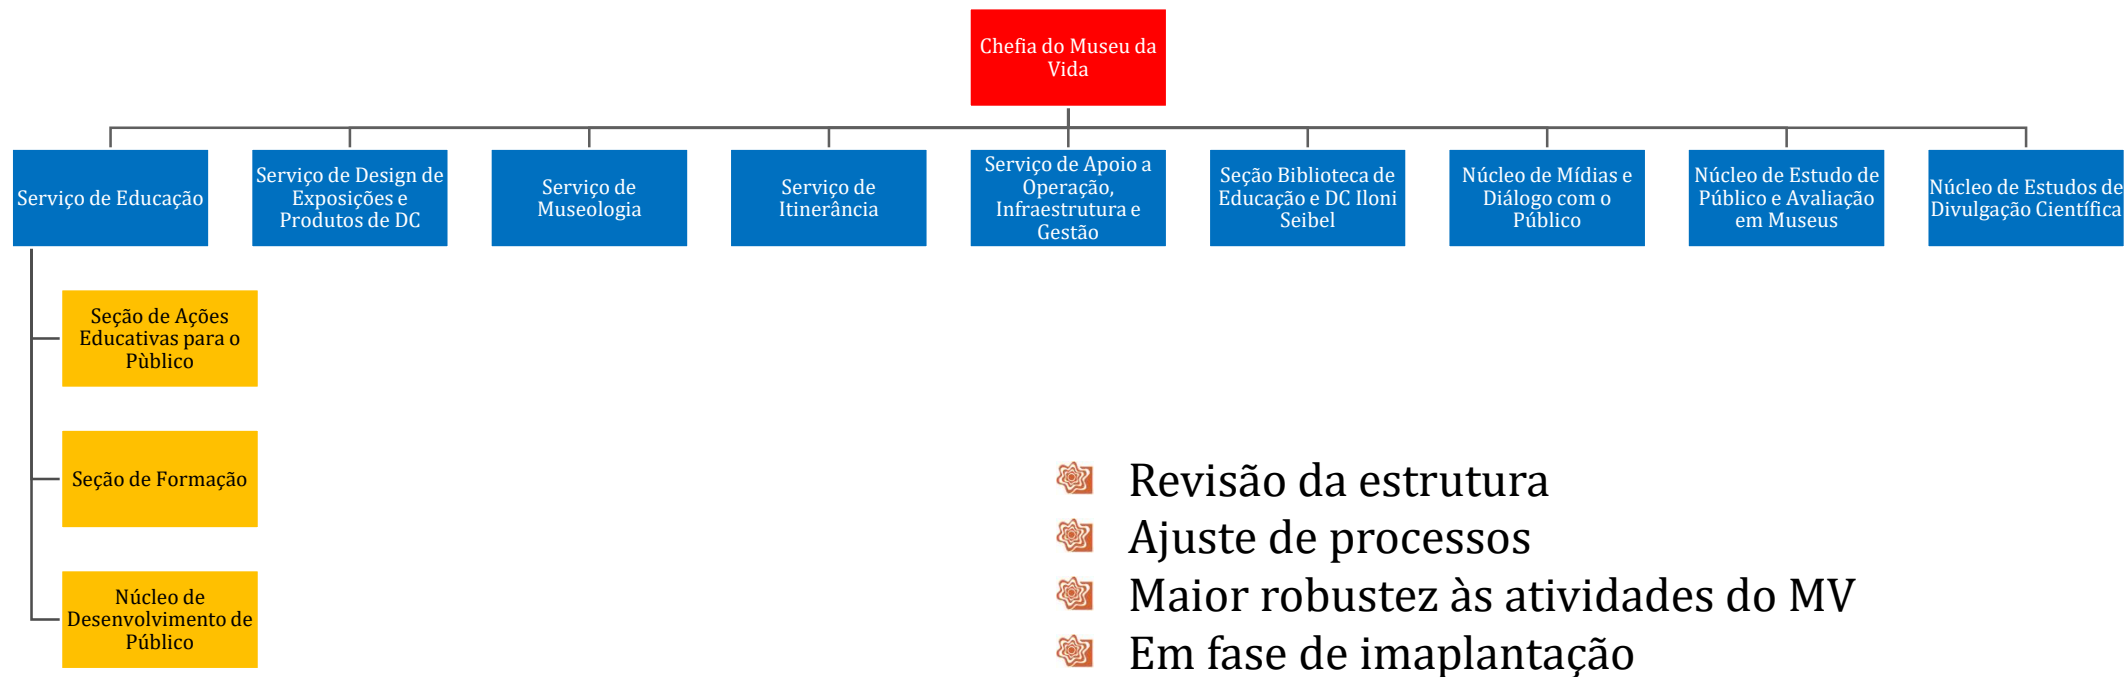 Chefia do Museu da
Vida
Serviço de Educação
Serviço de Design de
Exposições e
Produtos de DC
Serviço de
Museologia
Serviço de
Itinerância
Serviço de Apoio a
Operação,
Infraestrutura e
Gestão
Seção Biblioteca de
Educação e DC Iloni
Seibel
Núcleo de Mídias e
Diálogo com o
Público
Núcleo de Estudo de
Público e Avaliação
em Museus
Núcleo de Estudos de
Divulgação Científica
Seção de Ações
Educativas para o
Pùblico
Seção de Formação
Núcleo de
Desenvolvimento de
Público
Revisão da estrutura
Ajuste de processos
Maior robustez às atividades do MV
Em fase de imaplantação